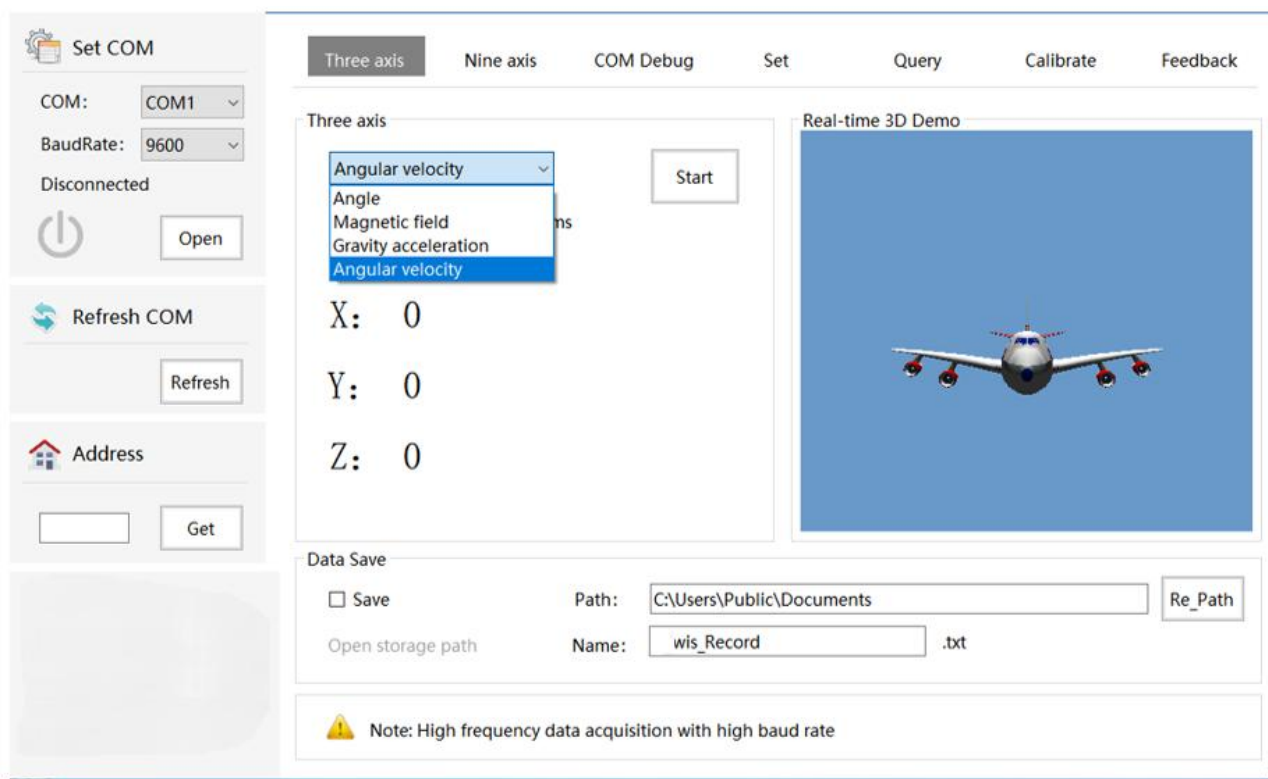 Set COM
COM: COM1
BaudRate: 9600
Disconnected
Open
Refresh COM
Refresh
Address
Get
Three axis Nine axis COM Debug Set Query Calibrate Feedback
Three axis
Angular velocity
Start
Angle
Magnetic field
ms
Gravity acceleration
Angular velocity
X: 0
Y: 0
Z: 0
Real-time 3D Demo
Data Save
Save Path: C:\Users\Public\Documents Re_Path
Open storage path Name: wis_Record .txt
Note: High frequency data acquisition with high baud rate